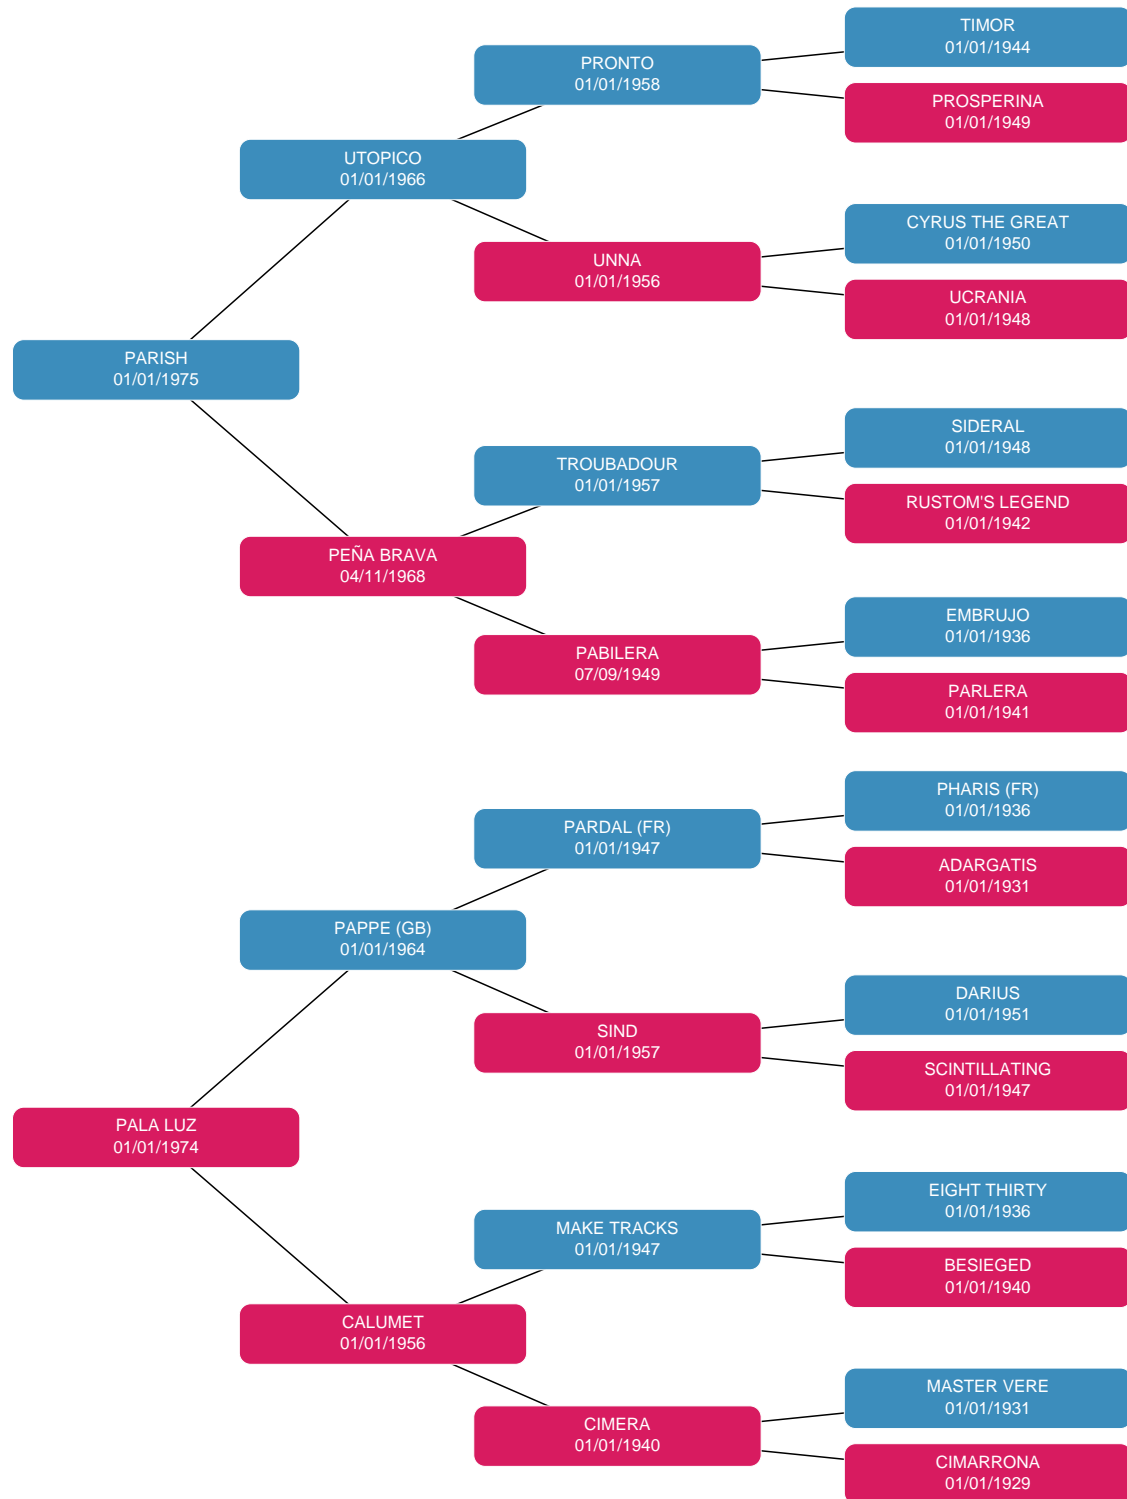 TIMOR
01/01/1944
PRONTO
01/01/1958
PROSPERINA
01/01/1949
UTOPICO
01/01/1966
CYRUS THE GREAT
01/01/1950
UNNA
01/01/1956
UCRANIA
01/01/1948
PARISH
01/01/1975
SIDERAL
01/01/1948
TROUBADOUR
01/01/1957
RUSTOM'S LEGEND
01/01/1942
PEÑA BRAVA
04/11/1968
EMBRUJO
01/01/1936
PABILERA
07/09/1949
PARLERA
01/01/1941
PHARIS (FR)
01/01/1936
PARDAL (FR)
01/01/1947
ADARGATIS
01/01/1931
PAPPE (GB)
01/01/1964
DARIUS
01/01/1951
SIND
01/01/1957
SCINTILLATING
01/01/1947
PALA LUZ
01/01/1974
EIGHT THIRTY
01/01/1936
MAKE TRACKS
01/01/1947
BESIEGED
01/01/1940
CALUMET
01/01/1956
MASTER VERE
01/01/1931
CIMERA
01/01/1940
CIMARRONA
01/01/1929